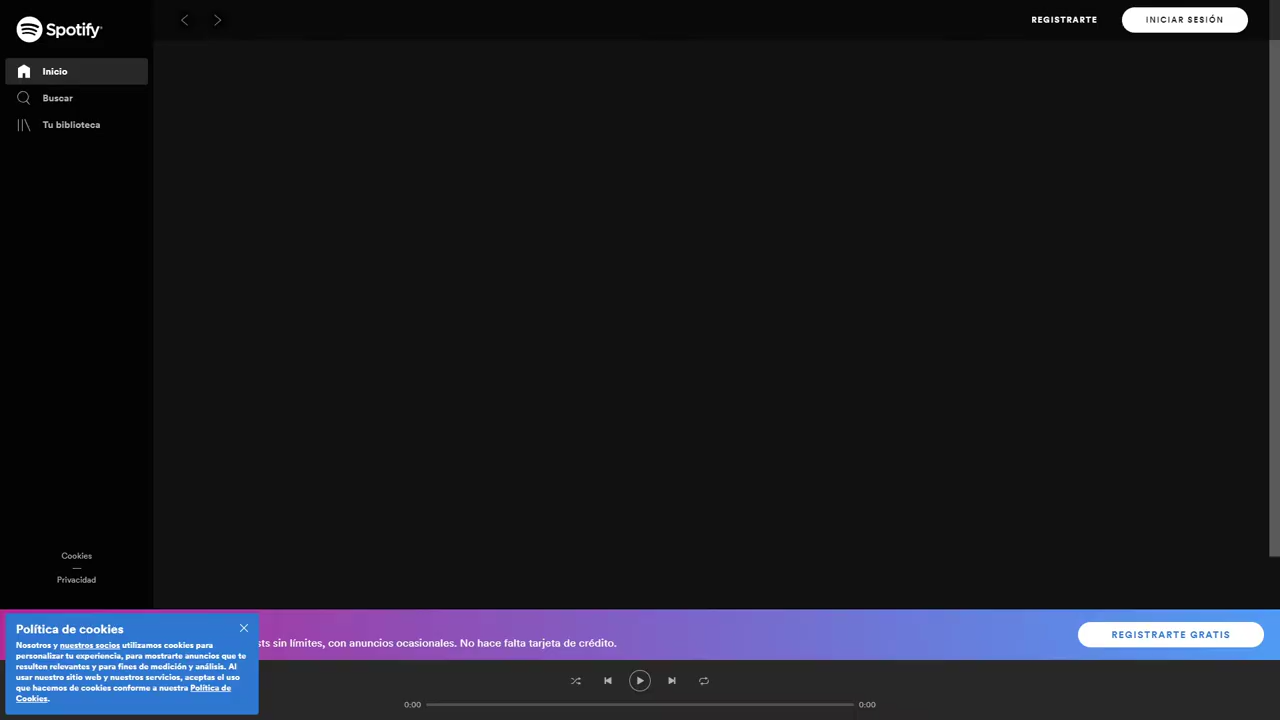 Spotify
REGISTRARTE
INICIAR SESIÓN
Inicio
Buscar
Tu biblioteca
Cookies
Privacidad
Política de cookies
Nosotros y nuestros socios utilizamos cookies para
personalizar tu experiencia, para mostrarte anuncios que te
resulten relevantes y para fines de medición y análisis. Al
usar nuestro sitio web y nuestros servicios, aceptas el uso
que hacemos de cookies conforme a nuestra Política de
Cookies.
sin límites, con anuncios ocasionales. No hace falta tarjeta de crédito.
REGISTRARTE GRATIS
0:00
0:00